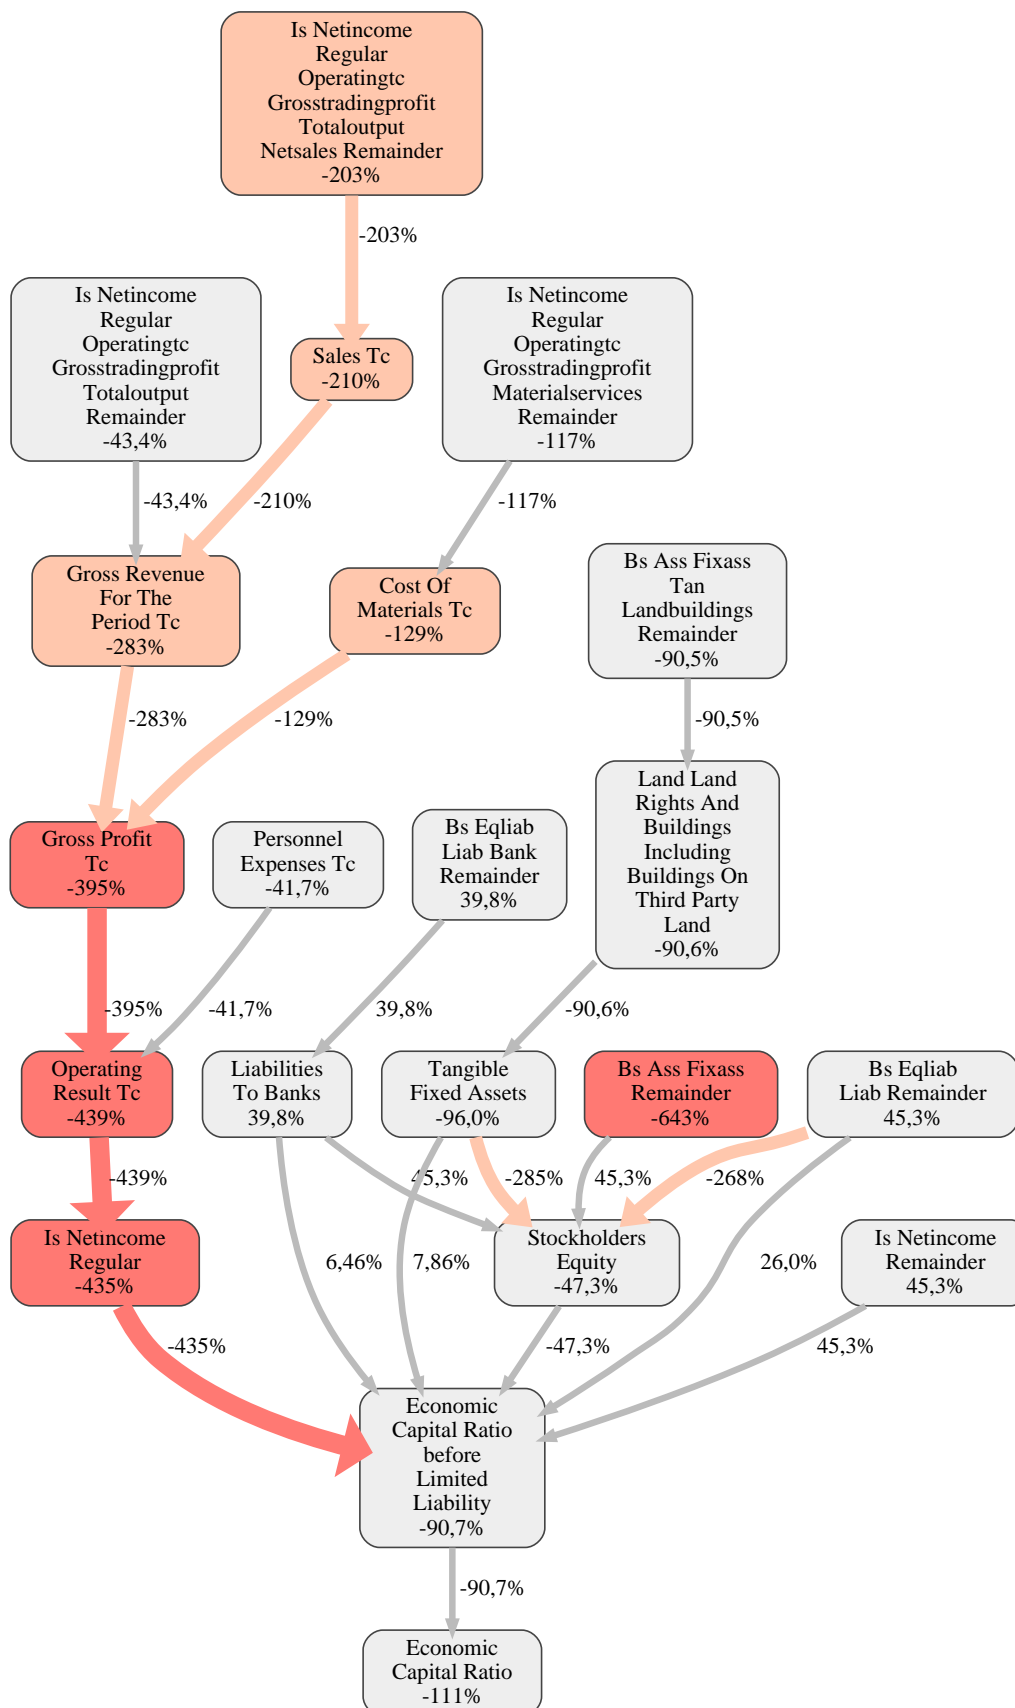 Is Netincome
Regular
Operatingtc
Grosstradingprofit
Totaloutput
Netsales Remainder
-203%
-203%
Is Netincome
Regular
Operatingtc
Grosstradingprofit
Totaloutput
Remainder
-43,4%
Sales Tc
-210%
Is Netincome
Regular
Operatingtc
Grosstradingprofit
Materialservices
Remainder
-117%
-43,4%
-210%
-117%
Gross Revenue
For The
Period Tc
-283%
Cost Of
Materials Tc
-129%
Bs Ass Fixass
Tan
Landbuildings
Remainder
-90,5%
-283%
-129%
-90,5%
Gross Profit
Tc
-395%
Personnel
Expenses Tc
-41,7%
Bs Eqliab
Liab Bank
Remainder
39,8%
Land Land
Rights And
Buildings
Including
Buildings On
Third Party
Land
-90,6%
-395%
-41,7%
39,8%
-90,6%
Operating
Result Tc
-439%
Liabilities
To Banks
39,8%
Tangible
Fixed Assets
-96,0%
Bs Ass Fixass
Remainder
-643%
Bs Eqliab
Liab Remainder
45,3%
-439%
45,3%
-285%
45,3%
-268%
Is Netincome
Regular
-435%
6,46%
7,86%
Stockholders
Equity
-47,3%
26,0%
Is Netincome
Remainder
45,3%
-435%
-47,3%
45,3%
Economic
Capital Ratio
before
Limited
Liability
-90,7%
-90,7%
Economic
Capital Ratio
-111%